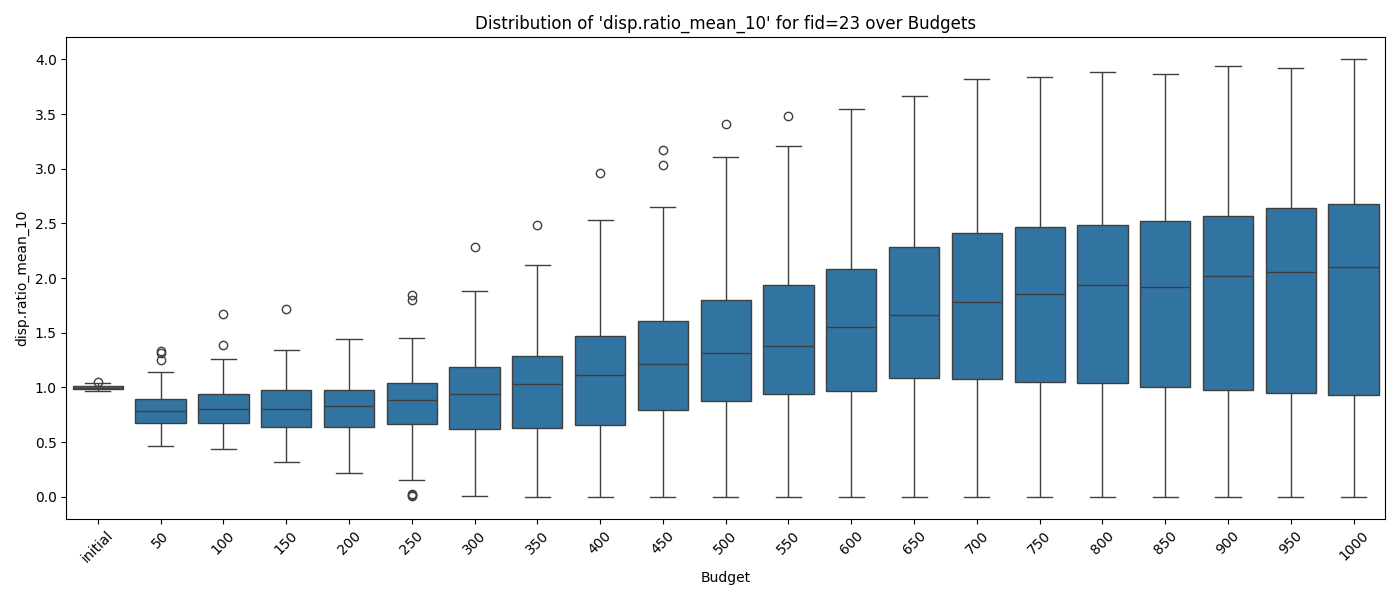 Distribution of 'disp.ratio_mean_10' for fid=23 over Budgets
disp.ratio_mean_10
4.0
3.5
3.0
2.5
2.0
1.5
1.0
0.5
0.0
initial 50 100 150 200 250 300 350 400 450 500 550 600 650 700 750 800 850 900 950 1000
Budget